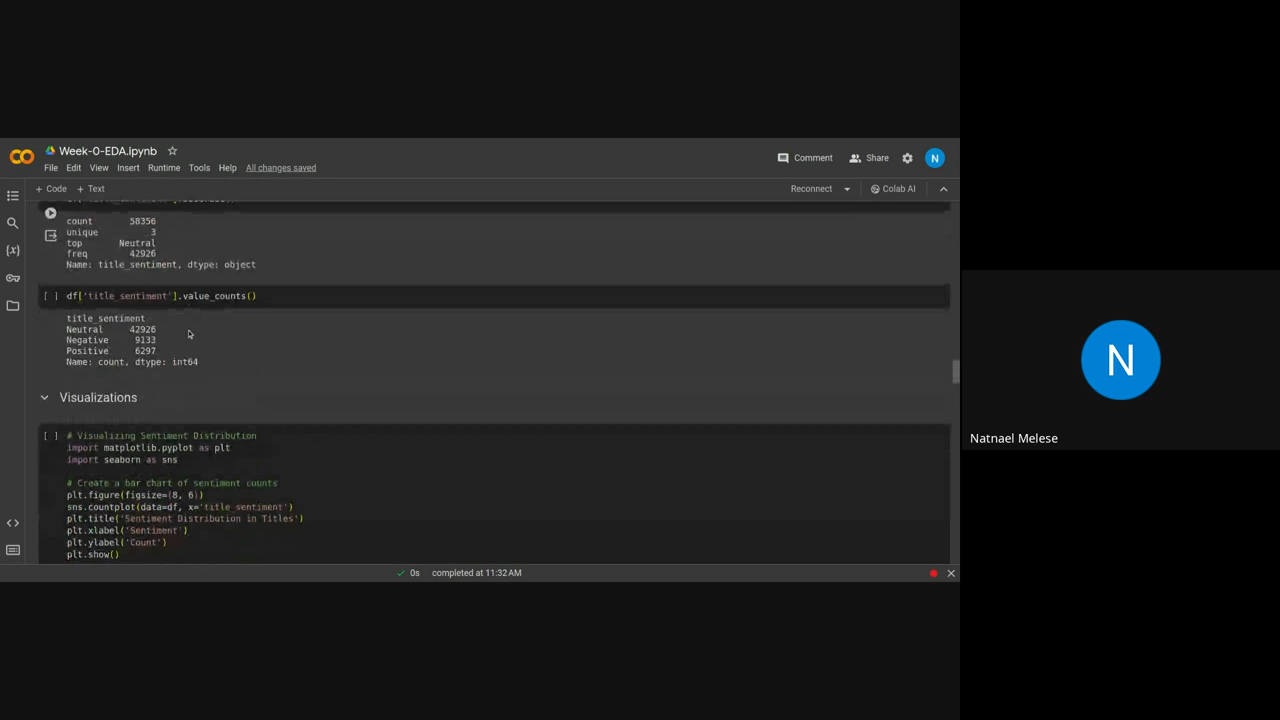 Week-0-EDA.ipynb
File Edit View Insert Runtime Tools Help All changes saved
Comment Share N
+ Code + Text Reconnect Colab AI
count 58356
unique 3
top Neutral
freq 42926
Name: title_sentiment, dtype: object
[ ] df['title_sentiment'].value_counts()
title_sentiment
Neutral 42926
Negative 9133
Positive 6297
Name: count, dtype: int64
Visualizations
[ ] # Visualizing Sentiment Distribution
import matplotlib.pyplot as plt
import seaborn as sns
# Create a bar chart of sentiment counts
plt.figure(figsize=(8, 6))
sns.countplot(data=df, x='title_sentiment')
plt.title('Sentiment Distribution in Titles')
plt.xlabel('Sentiment')
plt.ylabel('Count')
plt.show()
0s completed at 11:32 AM
N
Natnael Melese